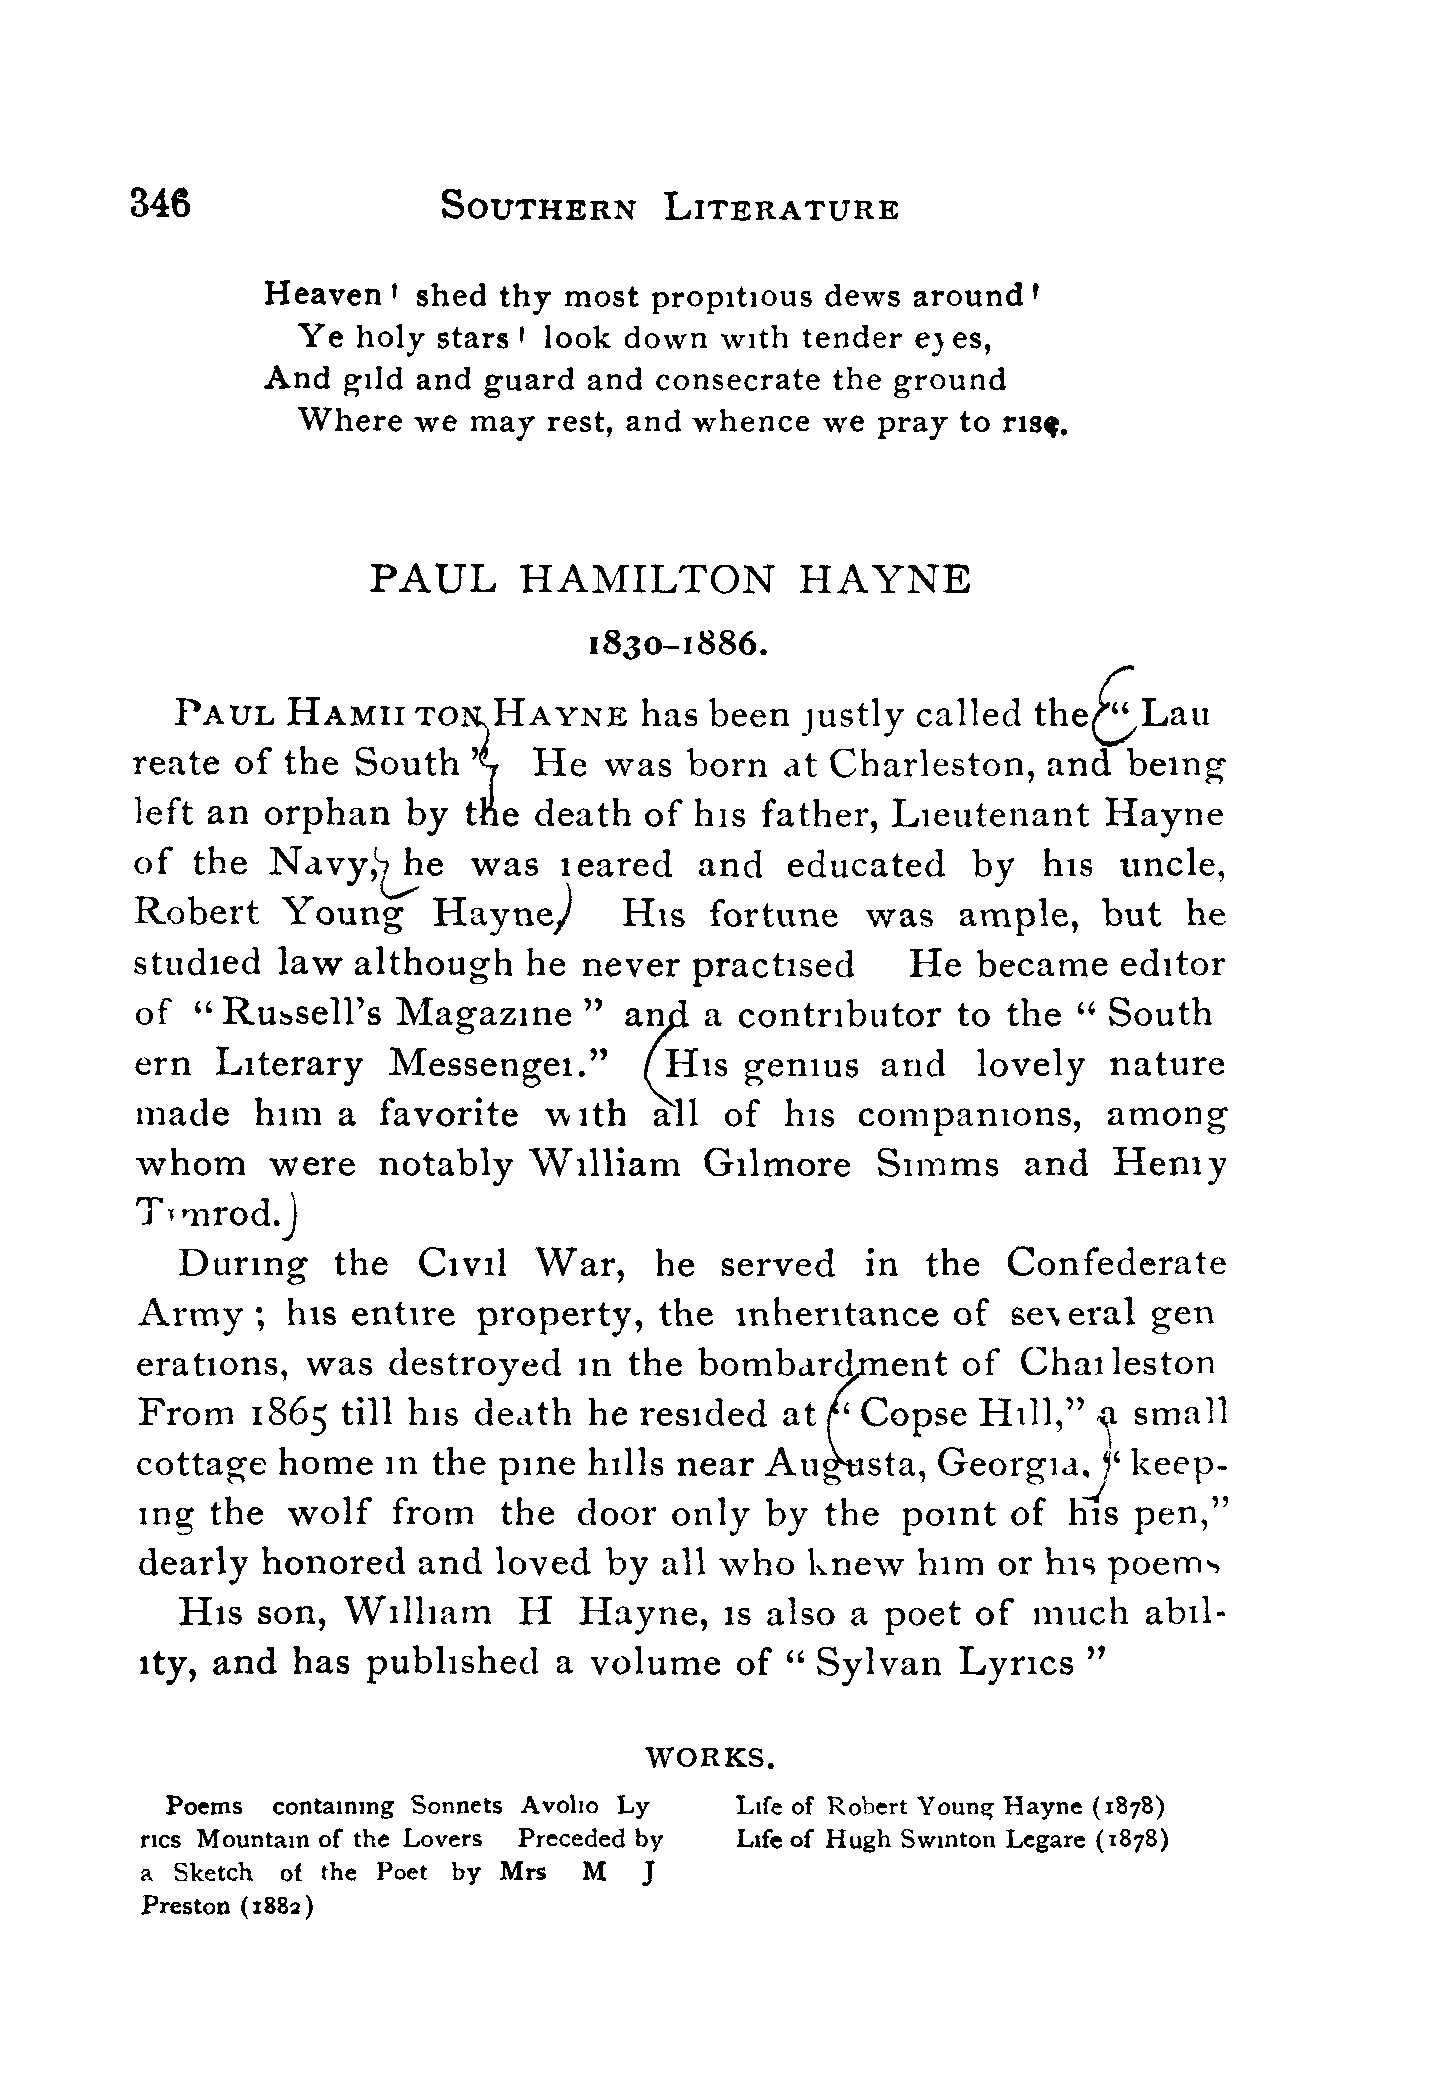 346 SOUTHERN LITERATURE
Heaven! shed thy most propitious dews around!
Ye holy stars! look down with tender eyes,
And gild and guard and consecrate the ground
Where we may rest, and whence we pray to rise.
PAUL HAMILTON HAYNE
1830-1886.
PAUL HAMILTON HAYNE has been justly called the "Lau
reate of the South" He was born at Charleston, and being
left an orphan by the death of his father, Lieutenant Hayne
of the Navy, he was reared and educated by his uncle,
Robert Young Hayne His fortune was ample, but he
studied law although he never practised He became editor
of "Russell's Magazine" and a contributor to the "South
ern Literary Messenger." His genius and lovely nature
made him a favorite with all of his companions, among
whom were notably William Gilmore Simms and Henry
Timrod.
During the Civil War, he served in the Confederate
Army; his entire property, the inheritance of several gen
erations, was destroyed in the bombardment of Charleston
From 1865 till his death he resided at "Copse Hill," a small
cottage home in the pine hills near Augusta, Georgia, "keep-
ing the wolf from the door only by the point of his pen,"
dearly honored and loved by all who knew him or his poems
His son, William H Hayne, is also a poet of much abil-
ity, and has published a volume of "Sylvan Lyrics"
WORKS.
Poems containing Sonnets Avolio Ly
rics Mountain of the Lovers Preceded by
a Sketch of the Poet by Mrs M J
Preston (1882)
Life of Robert Young Hayne (1878)
Life of Hugh Swinton Legare (1878)